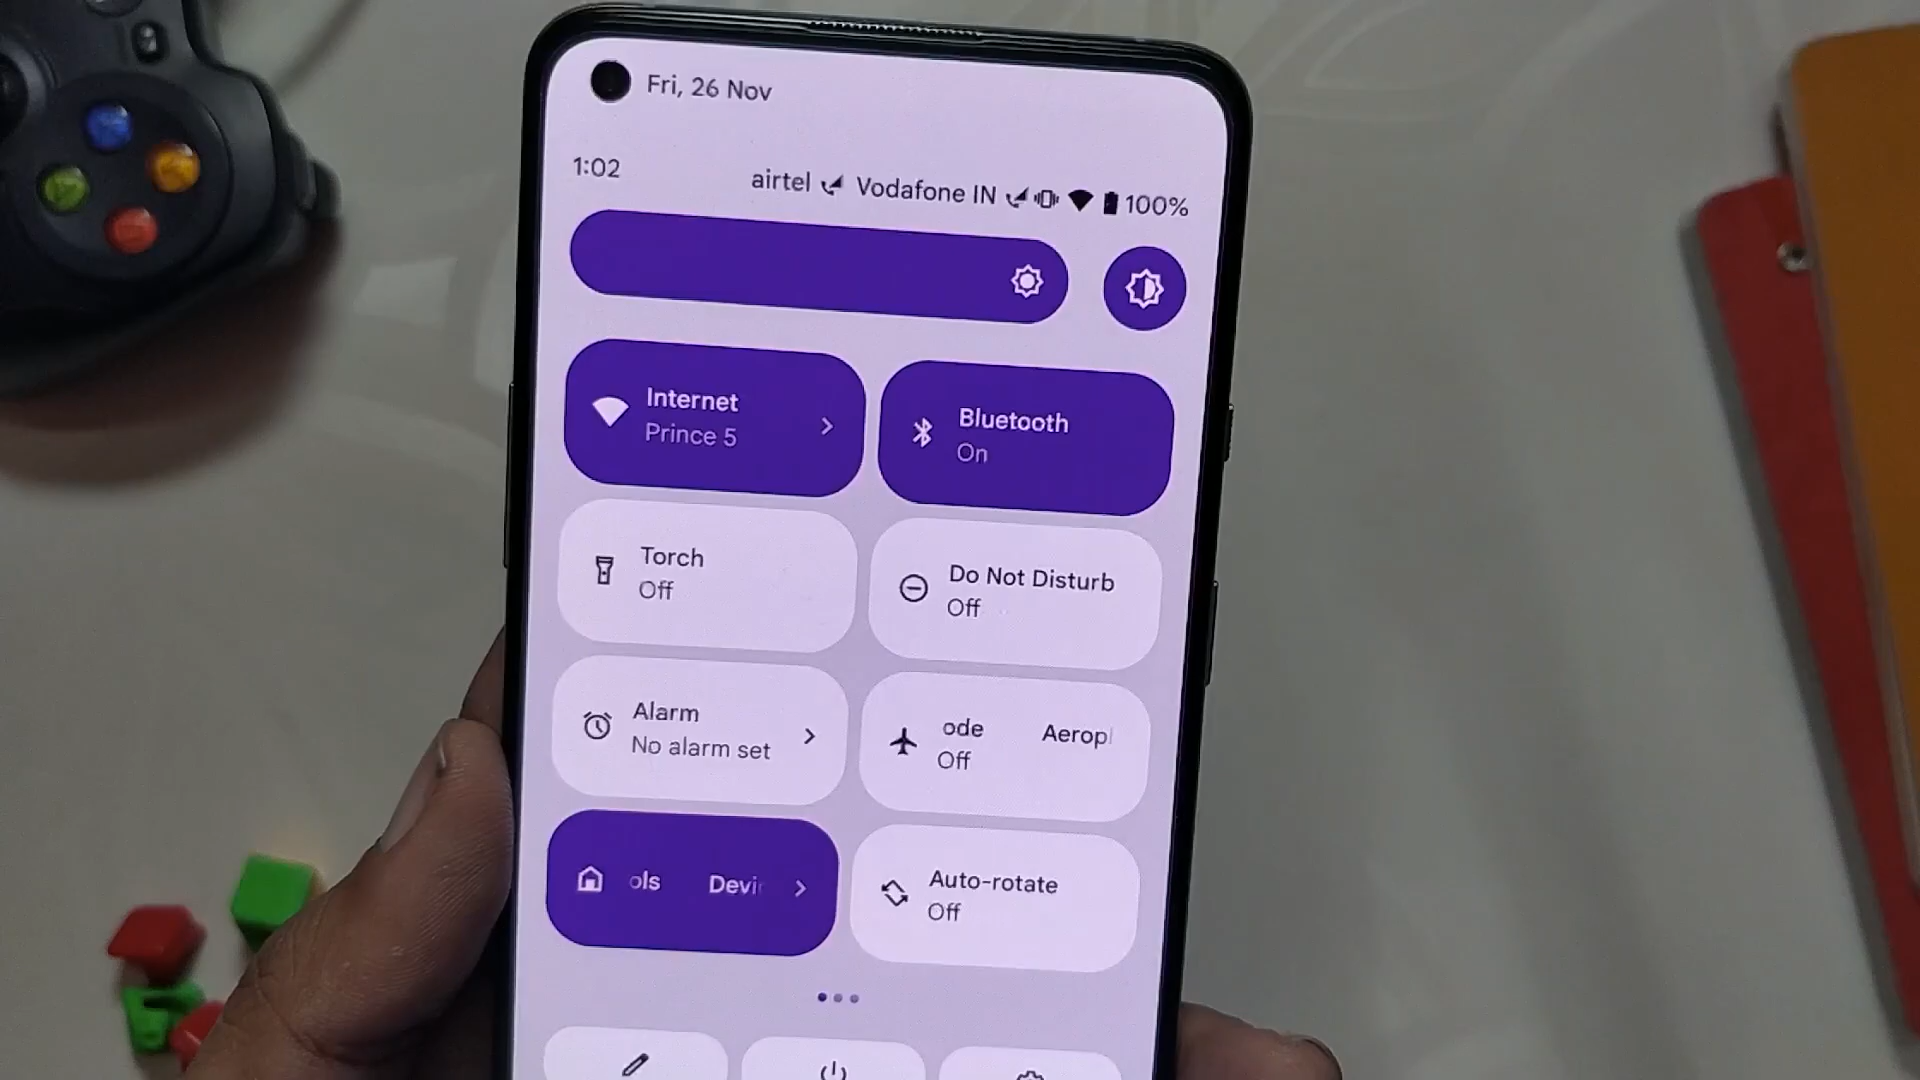 Fri, 26 Nov
1:02 airtel Vodafone IN 100%
Internet
Prince 5
Bluetooth
On
Torch
Off
Do Not Disturb
Off
Alarm
No alarm set
ode Aeropl
Off
ols Devi
Auto-rotate
Off